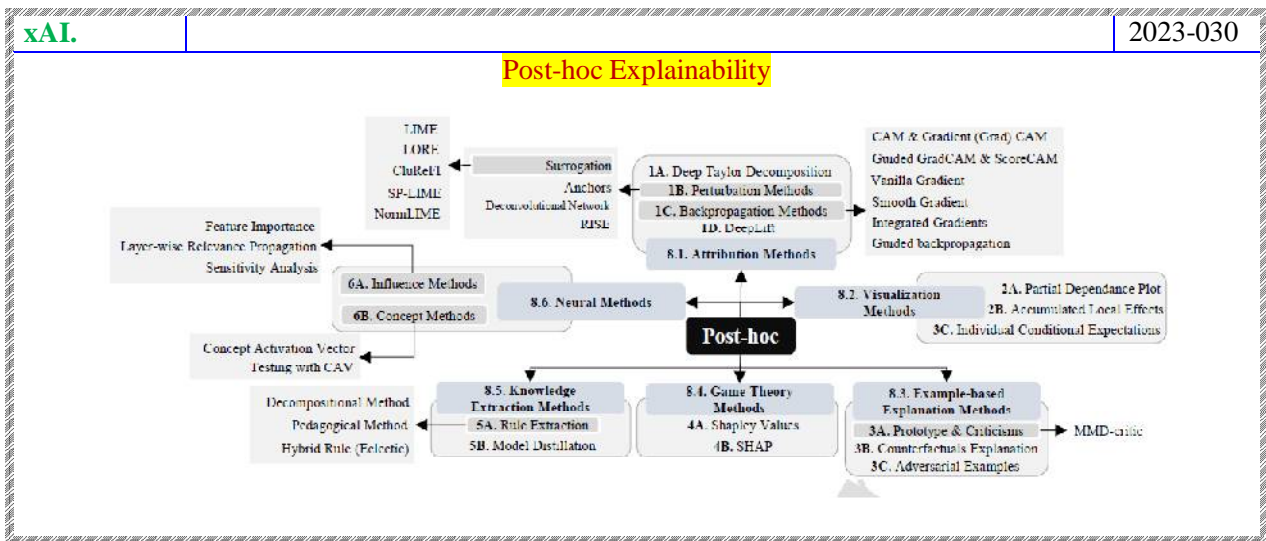 xAI.
2023-030
Post-hoc Explainability
LIME
LORE
CluReFI
SP-LIME
NormLIME
Surrogation
Anchors
Deconvolutional Network
RISE
1A. Deep Taylor Decomposition
1B. Perturbation Methods
1C. Backpropagation Methods
1D. DeepLift
8.1. Attribution Methods
CAM & Gradient (Grad) CAM
Guided GradCAM & ScoreCAM
Vanilla Gradient
Smooth Gradient
Integrated Gradients
Guided backpropagation
Feature Importance
Layer-wise Relevance Propagation
Sensitivity Analysis
6A. Influence Methods
6B. Concept Methods
8.6. Neural Methods
8.2. Visualization
Methods
2A. Partial Dependance Plot
2B. Accumulated Local Effects
3C. Individual Conditional Expectations
Post-hoc
Concept Activation Vector
Testing with CAV
Decompositional Method
Pedagogical Method
Hybrid Rule (Eelectic)
8.5. Knowledge
Extraction Methods
5A. Rule Extraction
5B. Model Distillation
8.4. Game Theory
Methods
4A. Shapley Values
4B. SHAP
8.3. Example-based
Explanation Methods
3A. Prototype & Criticisms
3B. Counterfactuals Explanation
3C. Adversarial Examples
MMD-critic